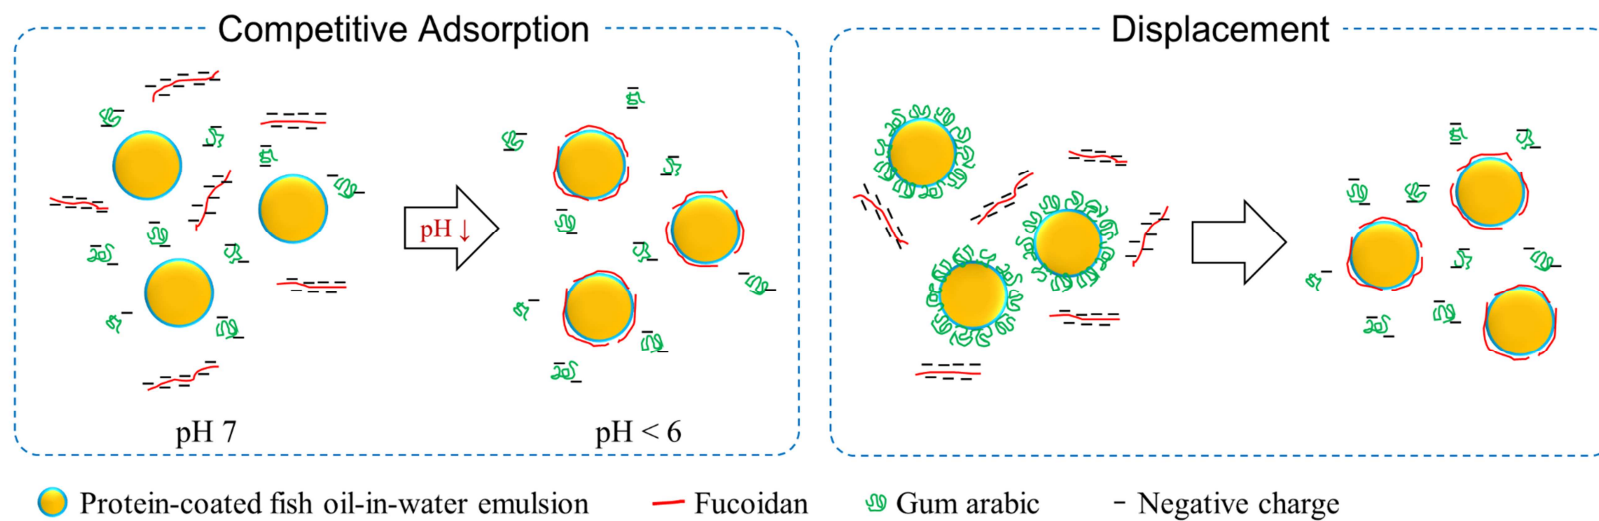 Competitive Adsorption
Displacement
pH ↓
pH 7
pH < 6
Protein-coated fish oil-in-water emulsion
Fucoidan
Gum arabic
Negative charge